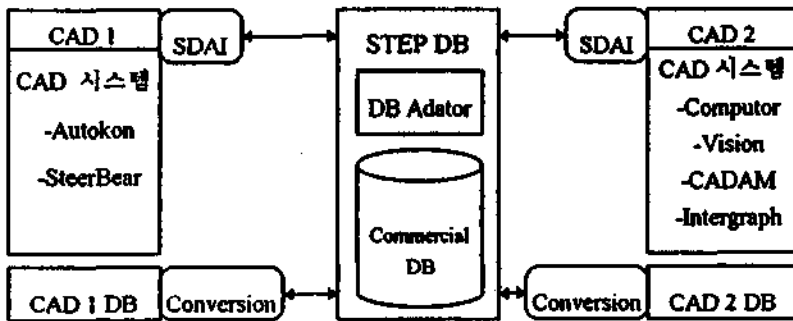 CAD 1
SDAI
CAD 시스템
-Autokon
-SteerBear
CAD 1 DB
Conversion
STEP DB
DB Adator
Commercial
DB
SDAI
CAD 2
CAD 시스템
-Computor
-Vision
-CADAM
-Intergraph
Conversion
CAD 2 DB